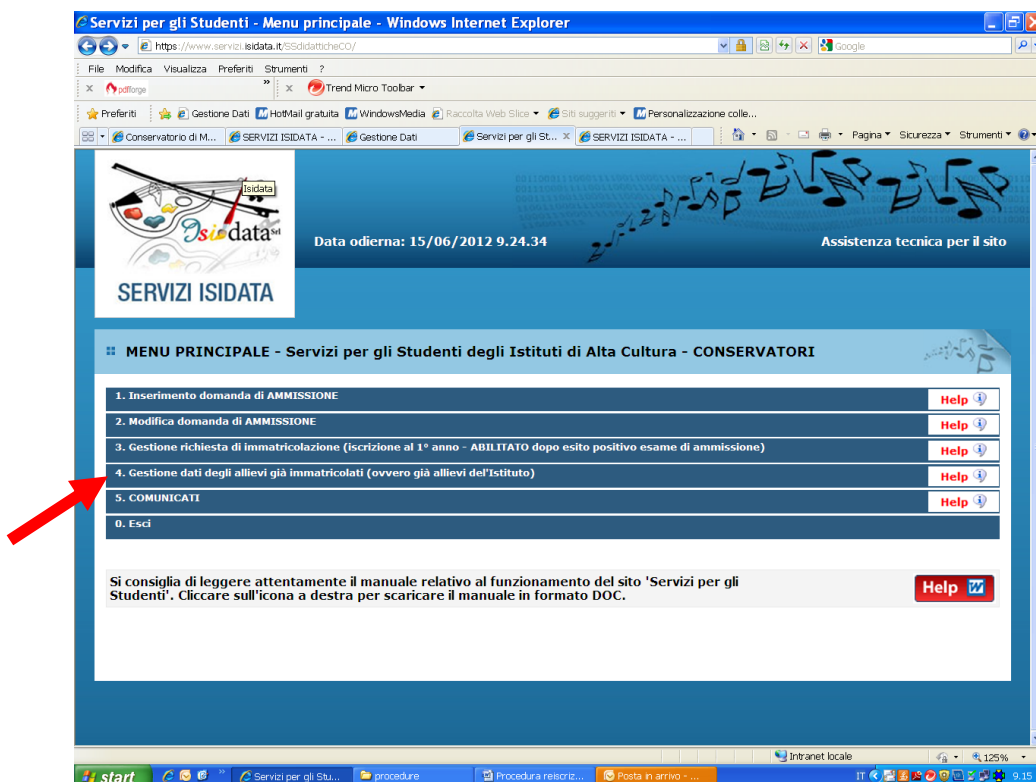 Servizi per gli Studenti - Menu principale - Windows Internet Explorer
https://www.servizi.isidata.it/SSdidatticheCO/
Google
File Modifica Visualizza Preferiti Strumenti ?
pdfforge » x Trend Micro Toolbar
Preferiti Gestione Dati HotMail gratuita WindowsMedia Raccolta Web Slice Siti suggeriti Personalizzazione colle...
Conservatorio di M... SERVIZI ISIDATA - ... Gestione Dati Servizi per gli St... x SERVIZI ISIDATA - ... Pagina Sicurezza Strumenti
Isidata
Isidata Srl
Data odierna: 15/06/2012 9.24.34
Assistenza tecnica per il sito
SERVIZI ISIDATA
MENU PRINCIPALE - Servizi per gli Studenti degli Istituti di Alta Cultura - CONSERVATORI
1. Inserimento domanda di AMMISSIONE Help
2. Modifica domanda di AMMISSIONE Help
3. Gestione richiesta di immatricolazione (iscrizione al 1° anno - ABILITATO dopo esito positivo esame di ammissione) Help
4. Gestione dati degli allievi già immatricolati (ovvero già allievi del'Istituto) Help
5. COMUNICATI Help
0. Esci
Si consiglia di leggere attentamente il manuale relativo al funzionamento del sito 'Servizi per gli
Studenti'. Cliccare sull'icona a destra per scaricare il manuale in formato DOC.
Help
Intranet locale 125%
start » Servizi per gli Stu... procedure Procedura reiscriz... Posta in arrivo - ... IT 9.15